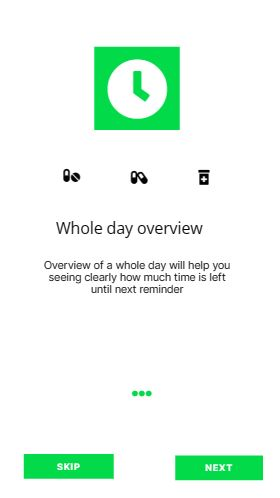 Whole day overview
Overview of a whole day will help you
seeing clearly how much time is left
until next reminder
SKIP
NEXT